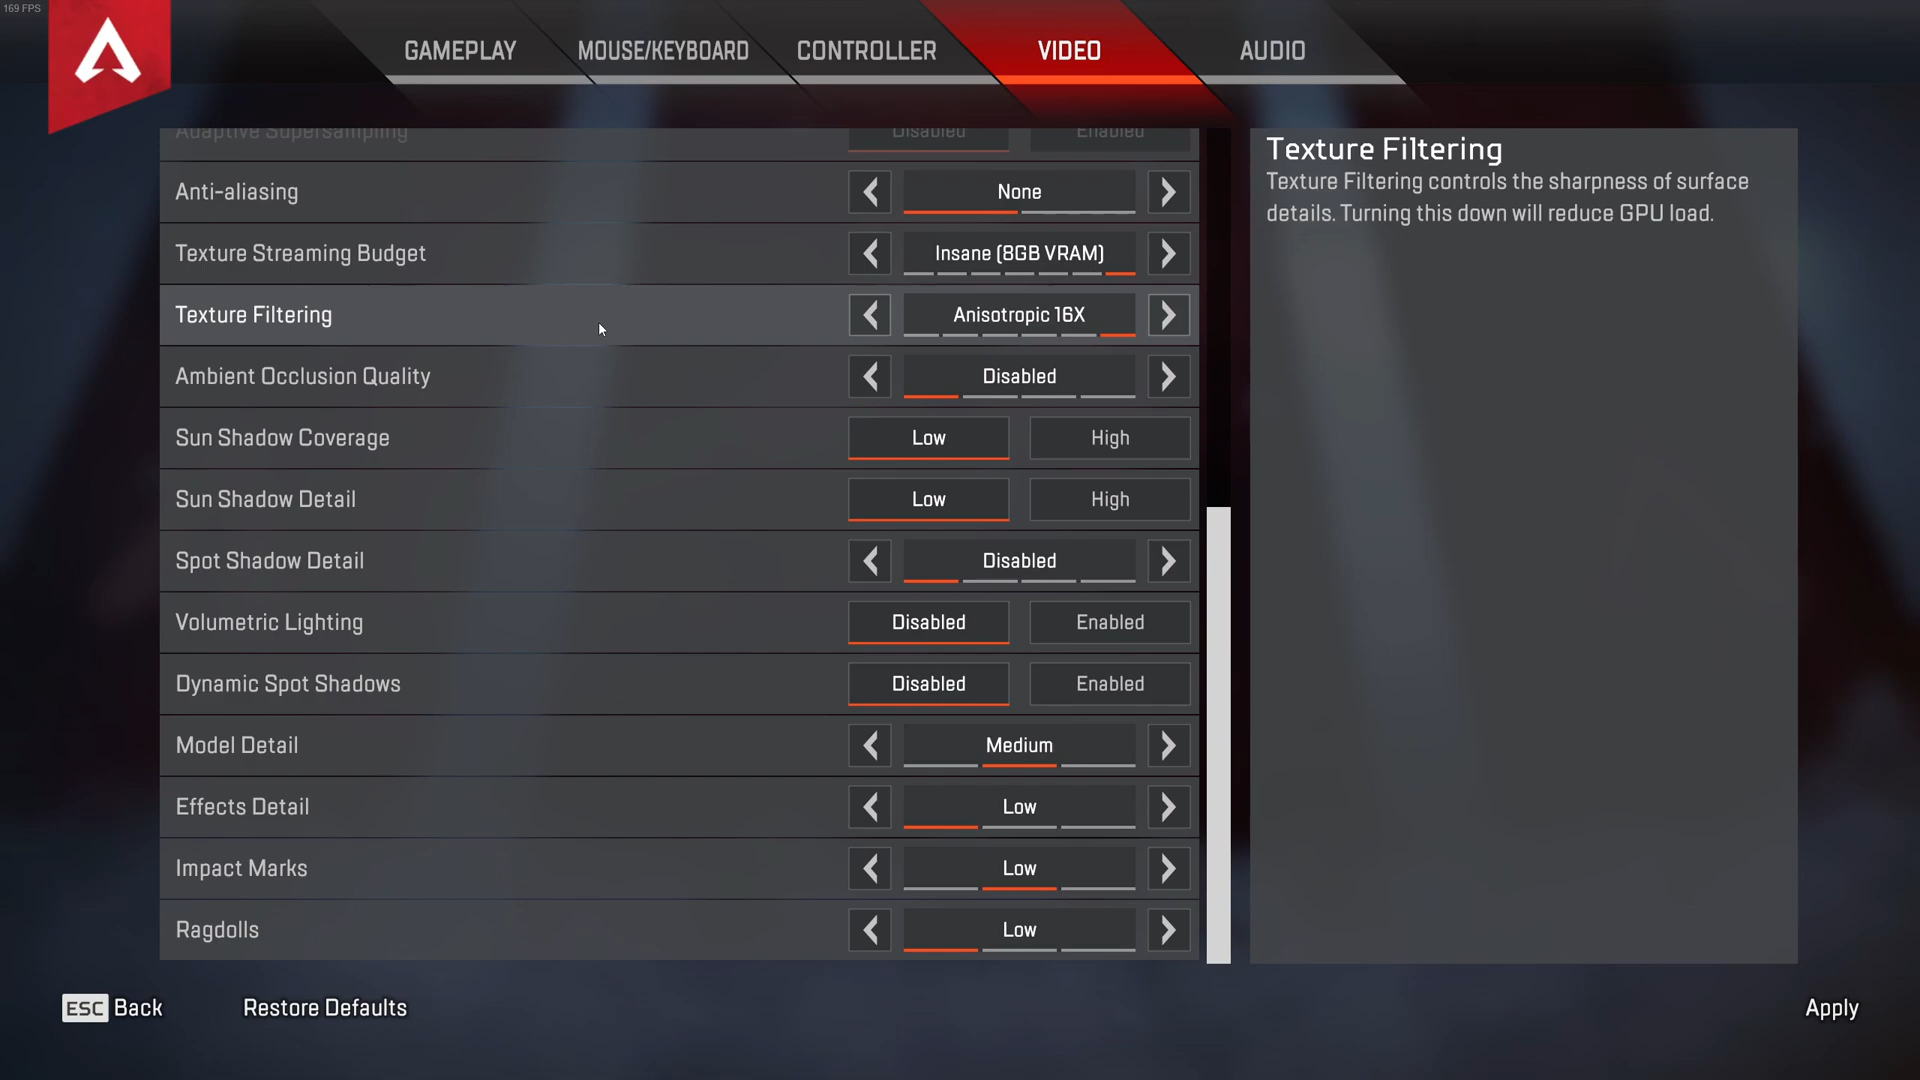 169 FPS
GAMEPLAY
MOUSE/KEYBOARD
CONTROLLER
VIDEO
AUDIO
Adaptive Supersampling Disabled Enabled
Anti-aliasing None
Texture Streaming Budget Insane (8GB VRAM)
Texture Filtering Anisotropic 16X
Ambient Occlusion Quality Disabled
Sun Shadow Coverage Low High
Sun Shadow Detail Low High
Spot Shadow Detail Disabled
Volumetric Lighting Disabled Enabled
Dynamic Spot Shadows Disabled Enabled
Model Detail Medium
Effects Detail Low
Impact Marks Low
Ragdolls Low
Texture Filtering
Texture Filtering controls the sharpness of surface
details. Turning this down will reduce GPU load.
ESC Back
Restore Defaults
Apply